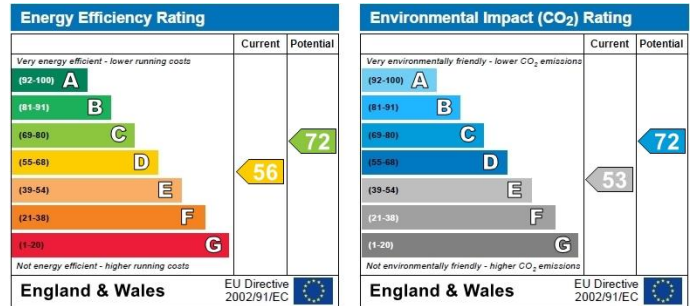 Energy Efficiency Rating
Current Potential
Very energy efficient - lower running costs
(92-100) A
(81-91) B
(69-80) C
72
(55-68) D
56
(39-54) E
(21-38) F
(1-20) G
Not energy efficient - higher running costs
England & Wales
EU Directive
2002/91/EC
Environmental Impact (CO₂) Rating
Current Potential
Very environmentally friendly - lower CO₂ emissions
(92-100) A
(81-91) B
(69-80) C
72
(55-68) D
(39-54) E
53
(21-38) F
(1-20) G
Not environmentally friendly - higher CO₂ emissions
England & Wales
EU Directive
2002/91/EC